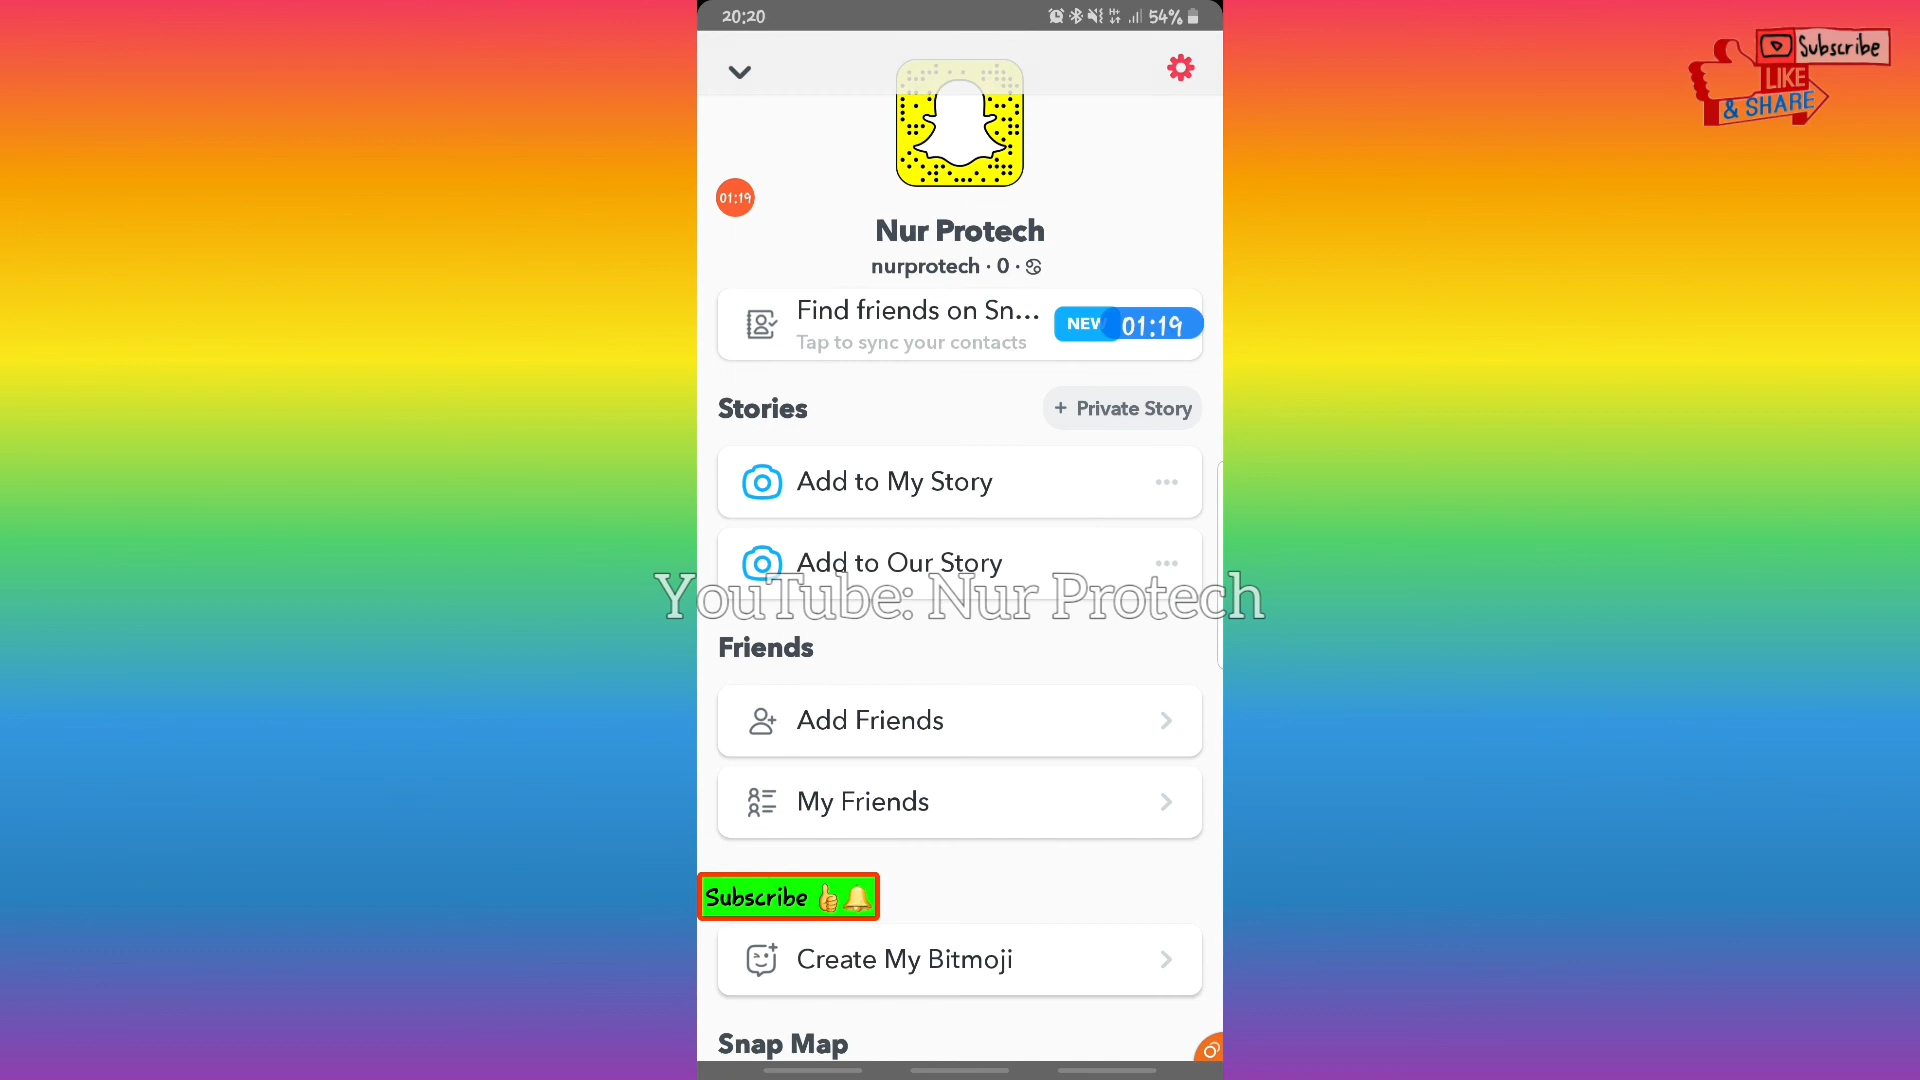 20:20
54%
Subscribe
LIKE
& SHARE
01:19
Nur Protech
nurprotech · 0 · ♋
Find friends on Sn...
NEW
01:19
Tap to sync your contacts
Stories
+ Private Story
Add to My Story
Add to Our Story
YouTube: Nur Protech
Friends
Add Friends
My Friends
Subscribe 👍🔔
Create My Bitmoji
Snap Map